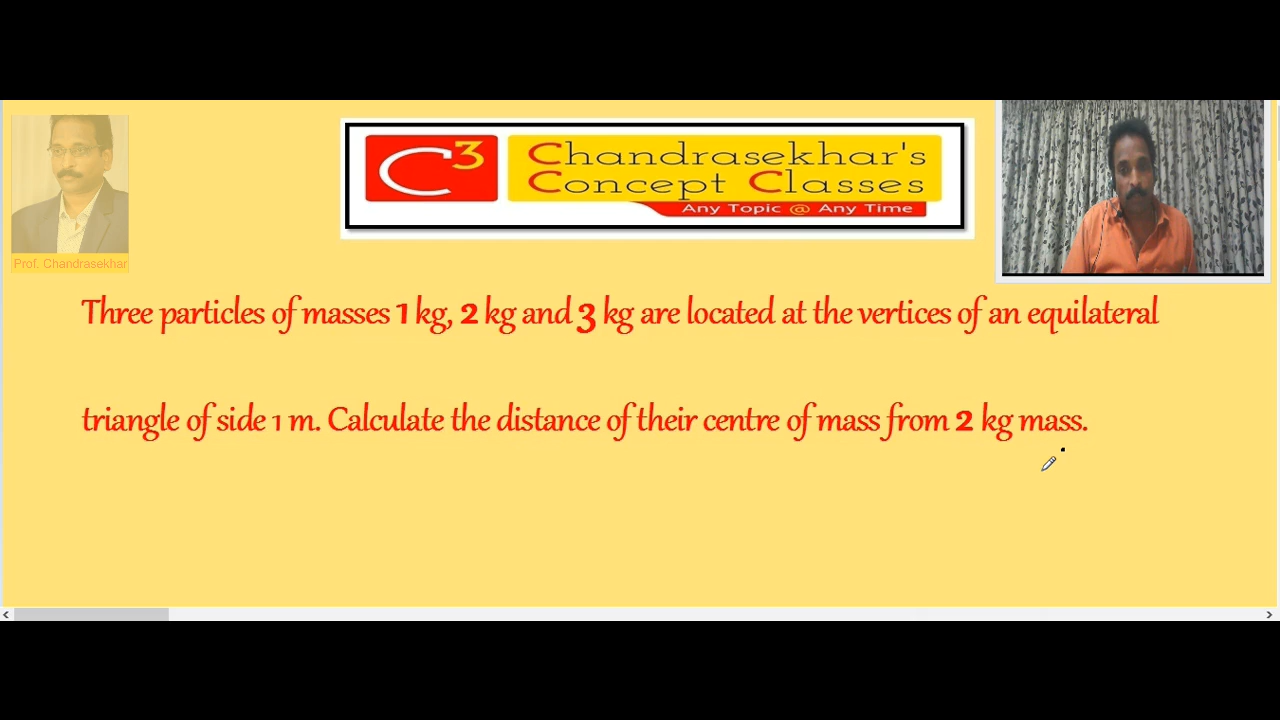 C3
Chandrasekhar's
Concept Classes
Any Topic @ Any Time
Prof. Chandrasekhar
Three particles of masses 1 kg, 2 kg and 3 kg are located at the vertices of an equilateral
triangle of side 1 m. Calculate the distance of their centre of mass from 2 kg mass.